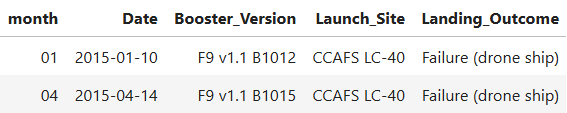 month Date Booster_Version Launch_Site Landing_Outcome
01 2015-01-10 F9 v1.1 B1012 CCAFS LC-40 Failure (drone ship)
04 2015-04-14 F9 v1.1 B1015 CCAFS LC-40 Failure (drone ship)